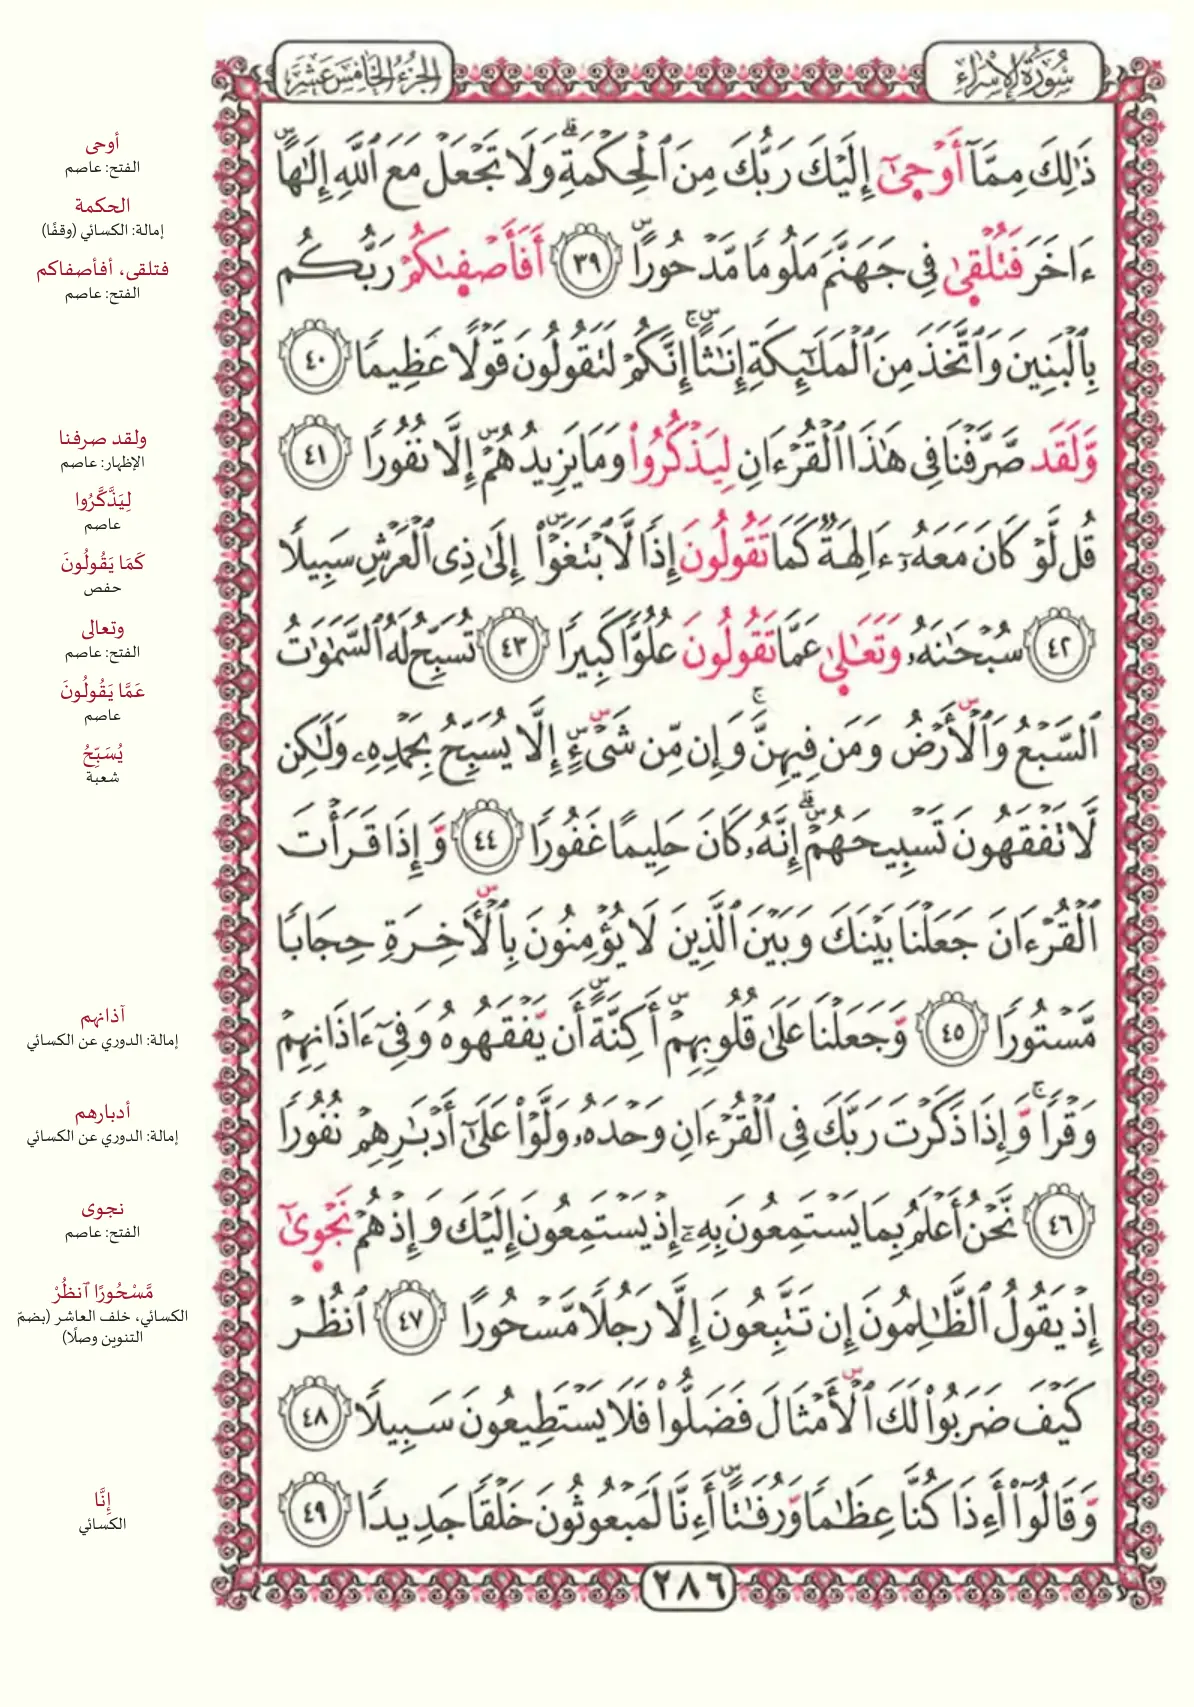 سُورَةُ الإِسْرَاءِ
الجُزْءُ الخَامِسَ عَشَرَ
ذَٰلِكَ مِمَّآ أَوْحَىٰٓ إِلَيْكَ رَبُّكَ مِنَ ٱلْحِكْمَةِۗ وَلَا تَجْعَلْ مَعَ ٱللَّهِ إِلَٰهًا
ءَاخَرَ فَتُلْقَىٰ فِى جَهَنَّمَ مَلُومًا مَّدْحُورًا ٣٩ أَفَأَصْفَىٰكُمْ رَبُّكُم
بِٱلْبَنِينَ وَٱتَّخَذَ مِنَ ٱلْمَلَٰٓئِكَةِ إِنَٰثًاۚ إِنَّكُمْ لَتَقُولُونَ قَوْلًا عَظِيمًا ٤٠
وَلَقَد صَّرَّفْنَا فِى هَٰذَا ٱلْقُرْءَانِ لِيَذْكُرُوا۟ وَمَا يَزِيدُهُمْ إِلَّا نُفُورًا ٤١
قُل لَّوْ كَانَ مَعَهُۥٓ ءَالِهَةٌ كَمَا تَقُولُونَ إِذًا لَّٱبْتَغَوْا۟ إِلَىٰ ذِى ٱلْعَرْشِ سَبِيلًا
٤٢ سُبْحَٰنَهُۥ وَتَعَٰلَىٰ عَمَّا تَقُولُونَ عُلُوًّا كَبِيرًا ٤٣ تُسَبِّحُ لَهُ ٱلسَّمَٰوَٰتُ
ٱلسَّبْعُ وَٱلْأَرْضُ وَمَن فِيهِنَّۚ وَإِن مِّن شَىْءٍ إِلَّا يُسَبِّحُ بِحَمْدِهِۦ وَلَٰكِن
لَّا تَفْقَهُونَ تَسْبِيحَهُمْۗ إِنَّهُۥ كَانَ حَلِيمًا غَفُورًا ٤٤ وَّإِذَا قَرَأْتَ
ٱلْقُرْءَانَ جَعَلْنَا بَيْنَكَ وَبَيْنَ ٱلَّذِينَ لَا يُؤْمِنُونَ بِٱلْأَخِرَةِ حِجَابًا
مَّسْتُورًا ٤٥ وَّجَعَلْنَا عَلَىٰ قُلُوبِهِمْ أَكِنَّةً أَن يَّفْقَهُوهُ وَفِىٓ ءَاذَانِهِمْ
وَقْرًاۚ وَّإِذَا ذَكَرْتَ رَبَّكَ فِى ٱلْقُرْءَانِ وَحْدَهُۥ وَلَّوْا۟ عَلَىٰٓ أَدْبَٰرِهِمْ نُفُورًا
٤٦ نَّحْنُ أَعْلَمُ بِمَا يَسْتَمِعُونَ بِهِۦٓ إِذْ يَسْتَمِعُونَ إِلَيْكَ وَإِذْ هُمْ نَجْوَىٰٓ
إِذْ يَقُولُ ٱلظَّٰلِمُونَ إِن تَتَّبِعُونَ إِلَّا رَجُلًا مَّسْحُورًا ٤٧ ٱنظُرْ
كَيْفَ ضَرَبُوا۟ لَكَ ٱلْأَمْثَالَ فَضَلُّوا۟ فَلَا يَسْتَطِيعُونَ سَبِيلًا ٤٨
وَّقَالُوٓا۟ أَءِذَا كُنَّا عِظَٰمًا وَّرُفَٰتًا أَءِنَّا لَمَبْعُوثُونَ خَلْقًا جَدِيدًا ٤٩
٢٨٦
أوحى
الفتح: عاصم
الحكمة
إمالة: الكسائي (وقفًا)
فتلقى، أفأصفاكم
الفتح: عاصم
ولقد صرفنا
الإظهار: عاصم
لِيَذَّكَّرُوا
عاصم
كَمَا يَقُولُونَ
حفص
وتعالى
الفتح: عاصم
عَمَّا يَقُولُونَ
عاصم
يُسَبِّحُ
شعبة
آذانهم
إمالة: الدوري عن الكسائي
أدبارهم
إمالة: الدوري عن الكسائي
نجوى
الفتح: عاصم
مَّسْحُورًا ٱنظُرْ
الكسائي، خلف العاشر (بضمّ
التنوين وصلًا)
إِنَّا
الكسائي